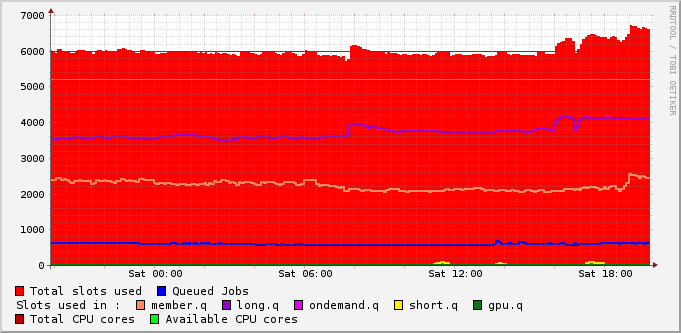 7000
6000
5000
4000
3000
2000
1000
0
Sat 00:00 Sat 06:00 Sat 12:00 Sat 18:00
Total slots used Queued Jobs
Slots used in : member.q long.q ondemand.q short.q gpu.q
Total CPU cores Available CPU cores
RRDTOOL / TOBI OETIKER